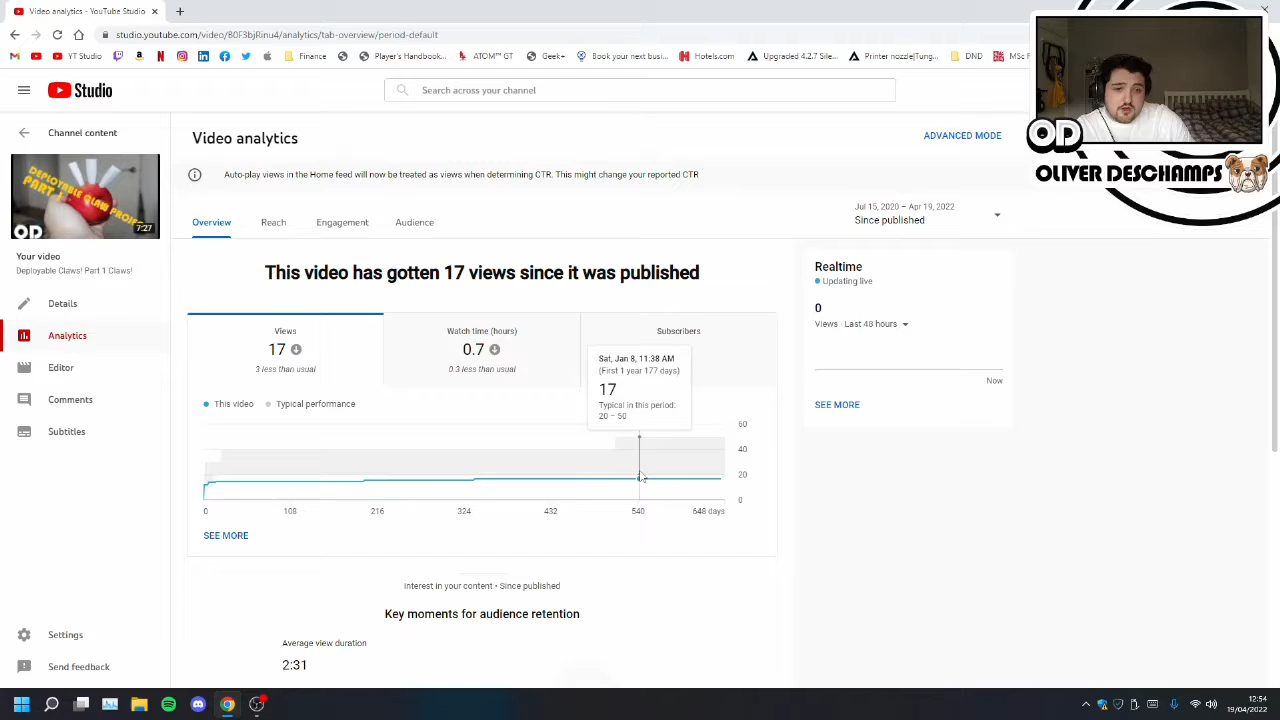 Video analytics - YouTube Studio
studio.youtube.com/video/B0F3bjRinu4/analytics/tab-overview/period-default
YT Studio
Finance
Player's Handbook...
ATOM™ GT
Geek+
Book your next busi...
Hotels.com
Upgraded 4.2.7 Sile...
Printer nozzle|Tung...
DND
MSc F
Studio
Search across your channel
OD
OLIVER DESCHAMPS
Channel content
DEPLOYABLE CLAW PROJECT
PART 1
OD
7:27
Your video
Deployable Claws! Part 1 Claws!
Details
Analytics
Editor
Comments
Subtitles
Settings
Send feedback
Video analytics
ADVANCED MODE
Auto-play views in the Home feed will now be treated as views when determining CTR. This might change your reported CTR
Overview
Reach
Engagement
Audience
Jul 15, 2020 – Apr 19, 2022
Since published
This video has gotten 17 views since it was published
Views
17
3 less than usual
Watch time (hours)
0.7
0.3 less than usual
Subscribers
Sat, Jan 8, 11:38 AM
(First 1 year 177 days)
17
Typical in this period:
20 – 50
This video
Typical performance
60
40
20
0
0 108 216 324 432 540 648 days
SEE MORE
Realtime
Updating live
0
Views · Last 48 hours
Now
SEE MORE
Interest in your content • Since published
Key moments for audience retention
Average view duration
2:31
12:54
19/04/2022